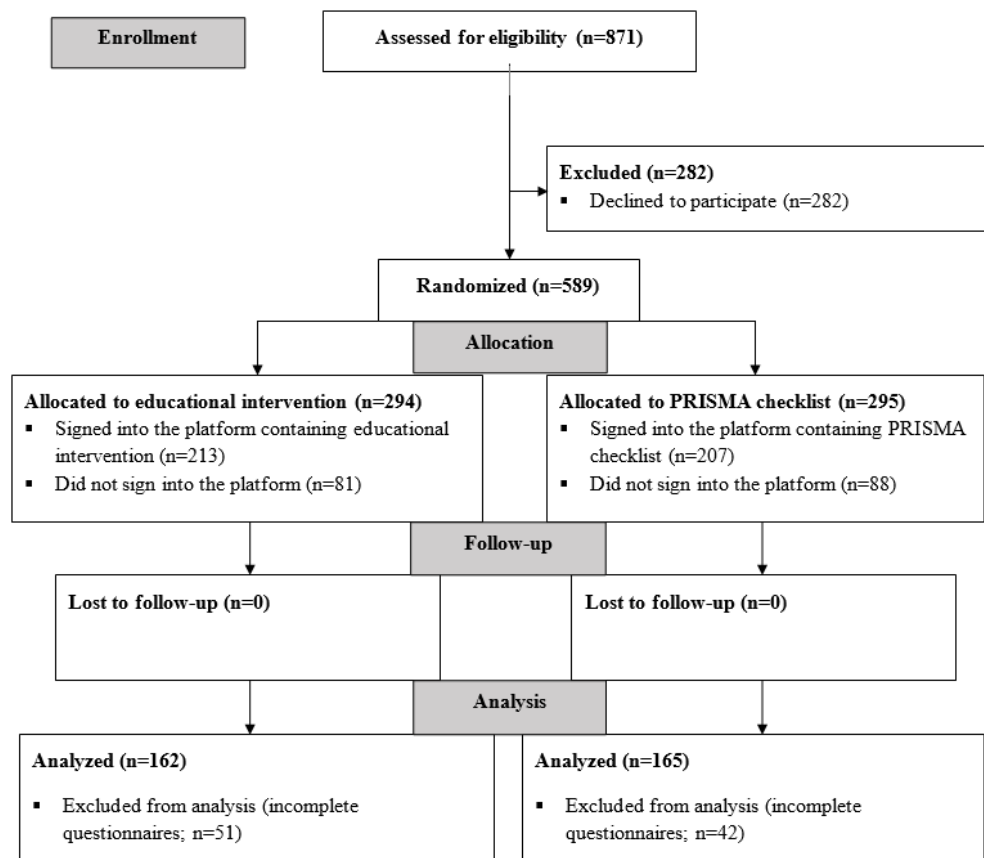 Enrollment
Assessed for eligibility (n=871)
Excluded (n=282)
▪ Declined to participate (n=282)
Randomized (n=589)
Allocation
Allocated to educational intervention (n=294)
▪ Signed into the platform containing educational
intervention (n=213)
▪ Did not sign into the platform (n=81)
Allocated to PRISMA checklist (n=295)
▪ Signed into the platform containing PRISMA
checklist (n=207)
▪ Did not sign into the platform (n=88)
Follow-up
Lost to follow-up (n=0)
Lost to follow-up (n=0)
Analysis
Analyzed (n=162)
▪ Excluded from analysis (incomplete
questionnaires; n=51)
Analyzed (n=165)
▪ Excluded from analysis (incomplete
questionnaires; n=42)